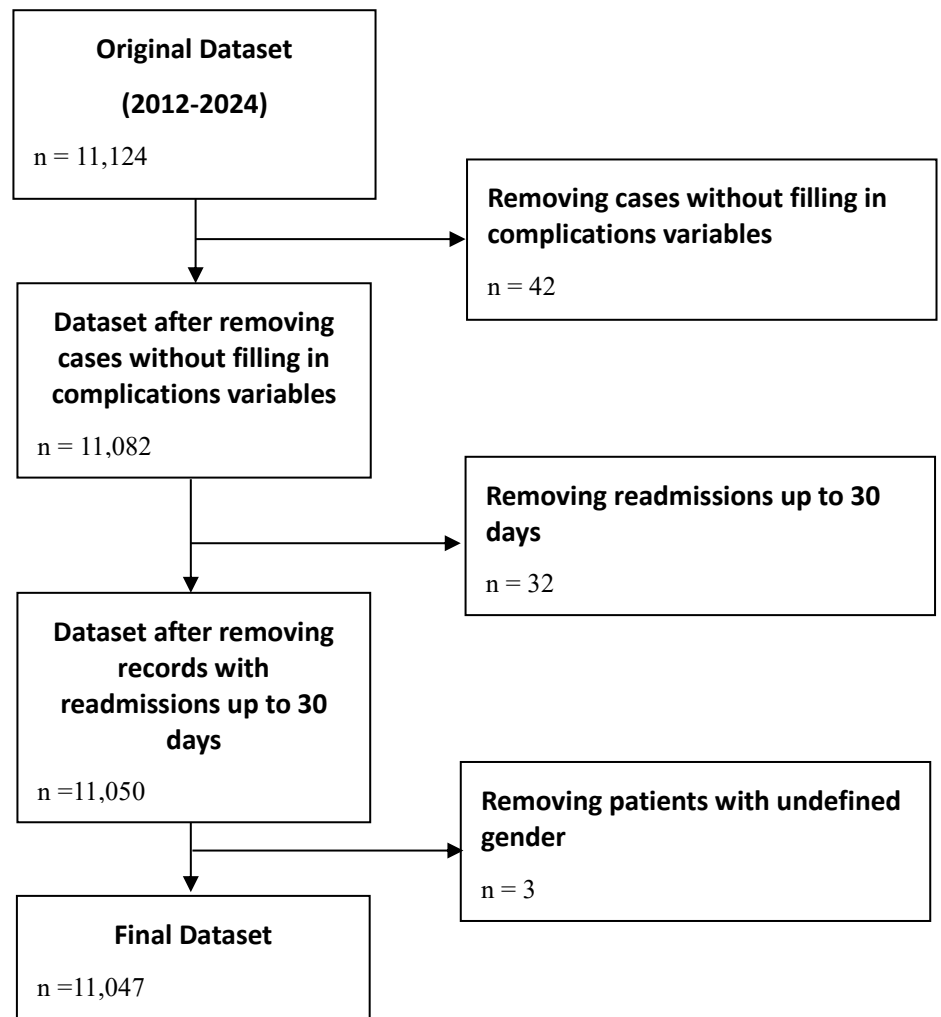 Original Dataset
(2012-2024)
n = 11,124
Removing cases without filling in
complications variables
n = 42
Dataset after removing
cases without filling in
complications variables
n = 11,082
Removing readmissions up to 30
days
n = 32
Dataset after removing
records with
readmissions up to 30
days
n =11,050
Removing patients with undefined
gender
n = 3
Final Dataset
n =11,047